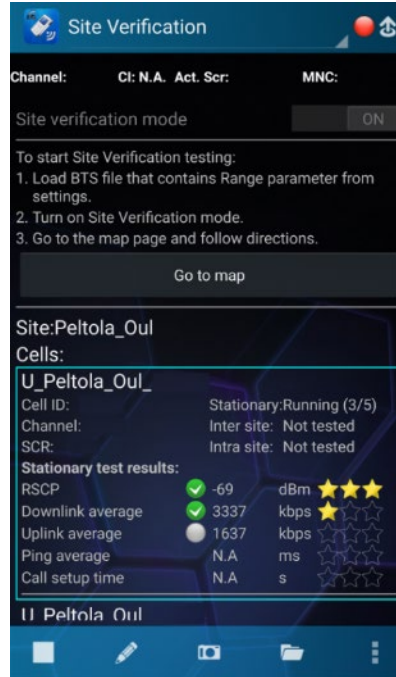 Site Verification
Channel: CI: N.A. Act. Scr: MNC:
Site verification mode ON
To start Site Verification testing:
1. Load BTS file that contains Range parameter from
settings.
2. Turn on Site Verification mode.
3. Go to the map page and follow directions.
Go to map
Site:Peltola_Oul
Cells:
U_Peltola_Oul_
Cell ID: Stationary:Running (3/5)
Channel: Inter site: Not tested
SCR: Intra site: Not tested
Stationary test results:
RSCP -69 dBm
Downlink average 3337 kbps
Uplink average 1637 kbps
Ping average N.A ms
Call setup time N.A s
U_Peltola_Oul